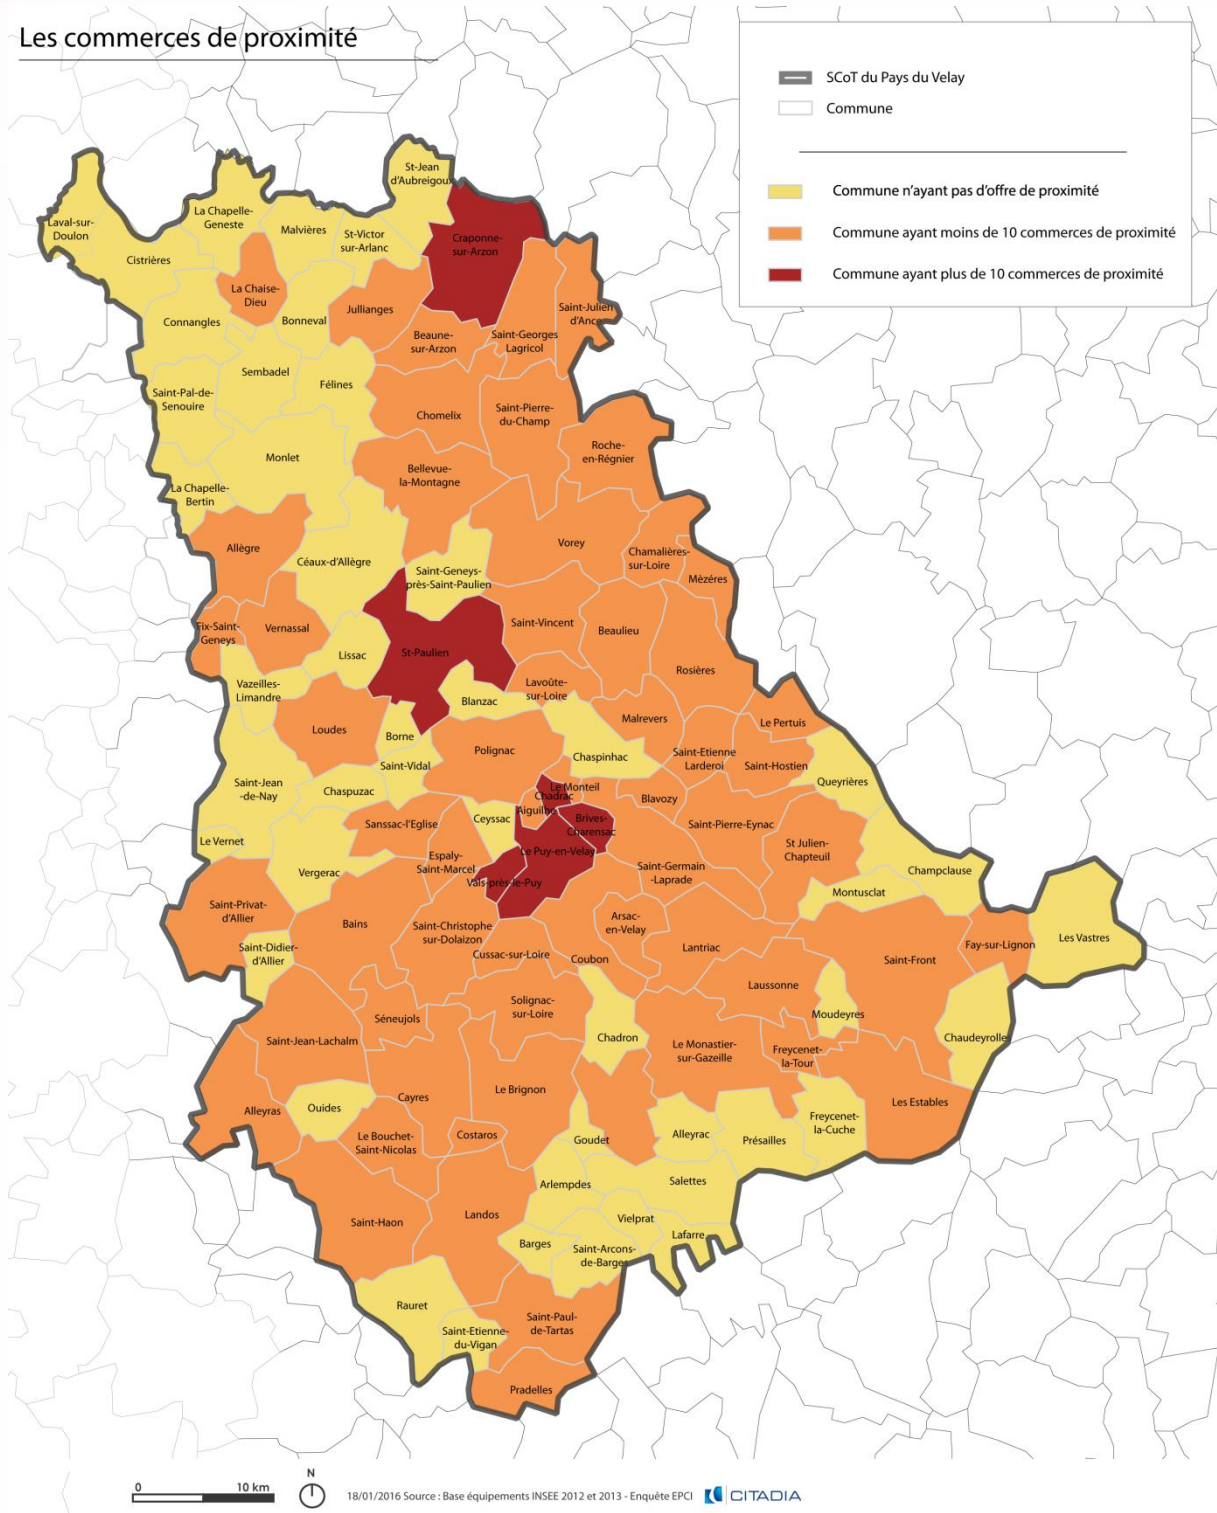 Les commerces de proximité
SCoT du Pays du Velay
Commune
Commune n'ayant pas d'offre de proximité
Commune ayant moins de 10 commerces de proximité
Commune ayant plus de 10 commerces de proximité
St-Jean
d'Aubreigoux
Laval-sur-
Doulon
La Chapelle-
Geneste
Malvières
St-Victor
sur-Arlanc
Craponne-
sur-Arzon
Cistrières
La Chaise-
Dieu
Jullianges
Saint-Julien
d'Ance
Connangles
Bonneval
Beaune-
sur-Arzon
Saint-Georges
Lagricol
Sembadel
Félines
Saint-Pal-de-
Senouire
Chomelix
Saint-Pierre-
du-Champ
Roche-
en-Régnier
Monlet
Bellevue-
la-Montagne
La Chapelle-
Bertin
Allègre
Céaux-d'Allègre
Vorey
Chamalières-
sur-Loire
Mèzéres
Saint-Geneys-
près-Saint-Paulien
Fix-Saint-
Geneys
Vernassal
Saint-Vincent
Beaulieu
Lissac
St-Paulien
Rosières
Vazeilles-
Limandre
Lavoûte-
sur-Loire
Blanzac
Malrevers
Le Pertuis
Loudes
Borne
Polignac
Chaspinhac
Saint-Etienne
Larderol
Saint-Hostien
Saint-Vidal
Queyrières
Saint-Jean
-de-Nay
Chaspuzac
Le Monteil
Chadrac
Aiguilhe
Blavozy
Sanssac-l'Eglise
Ceyssac
Brives-
Charensac
Saint-Pierre-Eynac
Le Vernet
St Julien-
Chapteuil
Le Puy-en-Velay
Espaly-
Saint-Marcel
Vergerac
Saint-Germain
-Laprade
Champclause
Vals-près-le-Puy
Montusclat
Saint-Privat-
d'Allier
Bains
Saint-Christophe
sur-Dolaizon
Arsac-
en-Velay
Les Vastres
Saint-Didier-
d'Allier
Cussac-sur-Loire
Coubon
Lantriac
Saint-Front
Fay-sur-Lignon
Laussonne
Séneujols
Solignac-
sur-Loire
Moudeyres
Saint-Jean-Lachalm
Chadron
Le Monastier-
sur-Gazeille
Freycenet-
la-Tour
Chaudeyrolle
Le Brignon
Cayres
Les Estables
Alleyras
Ouides
Freycenet-
la-Cuche
Le Bouchet-
Saint-Nicolas
Costaros
Goudet
Alleyrac
Présailles
Arlempdes
Salettes
Saint-Haon
Landos
Vielprat
Lafarre
Barges
Saint-Arcons-
de-Barges
Rauret
Saint-Etienne-
du-Vigan
Saint-Paul-
de-Tartas
Pradelles
0 10 km
N
18/01/2016 Source : Base équipements INSEE 2012 et 2013 - Enquête EPCI
CITADIA